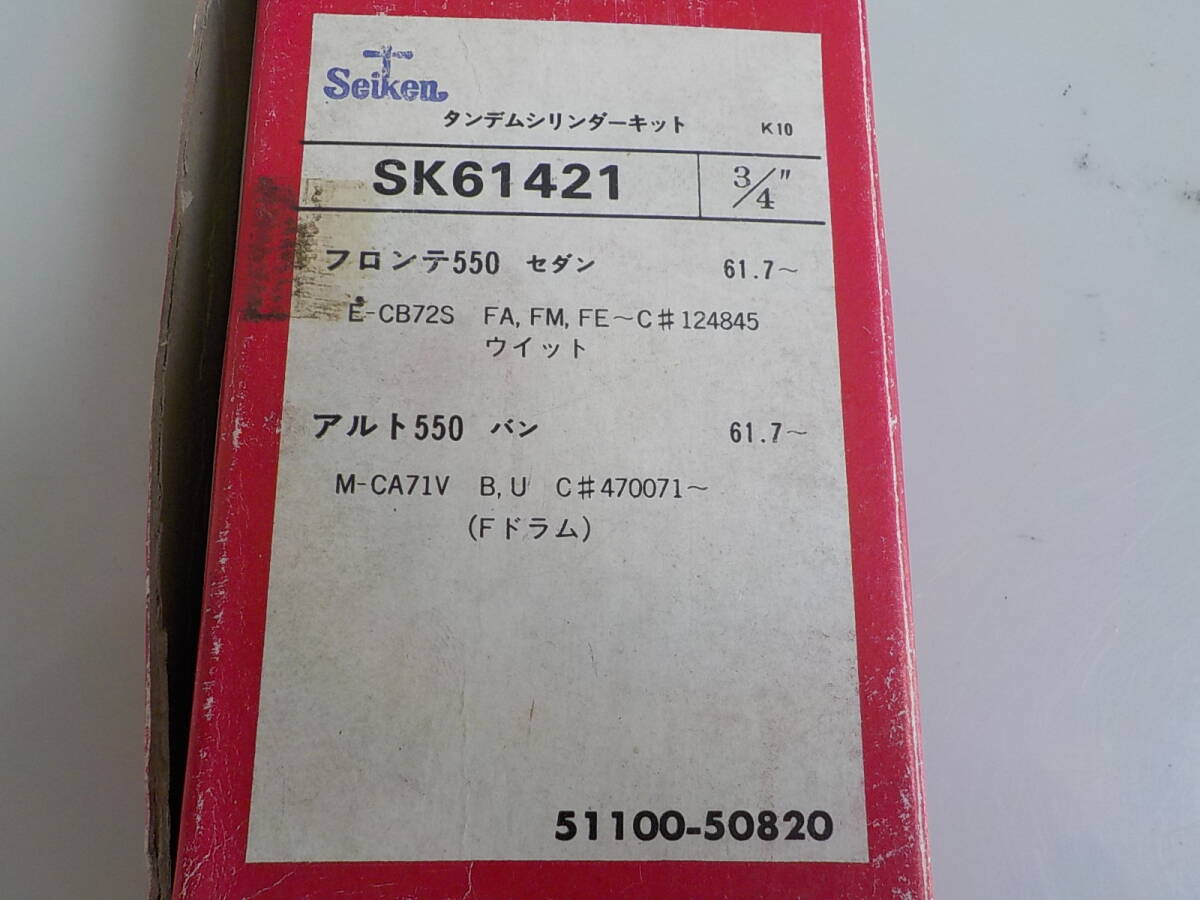 Seiken
タンデムシリンダーキット K10
SK61421 3/4"
フロンテ550 セダン 61.7～
E-CB72S FA, FM, FE～C♯124845
ウイット
アルト550 バン 61.7～
M-CA71V B, U C♯470071～
(Fドラム)
51100-50820